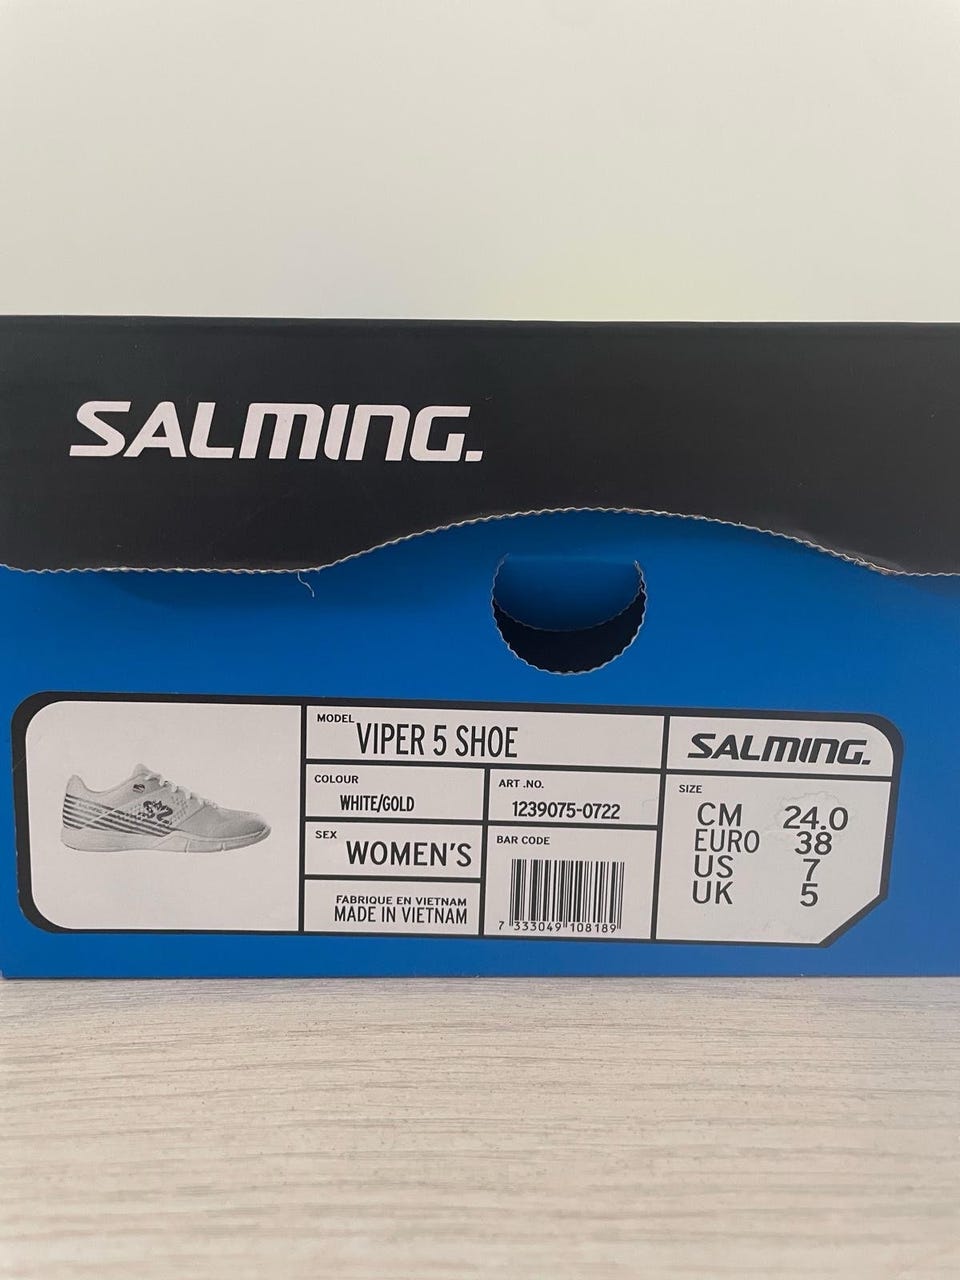 SALMING.
MODEL VIPER 5 SHOE
COLOUR
WHITE/GOLD
SEX
WOMEN'S
FABRIQUE EN VIETNAM
MADE IN VIETNAM
ART .NO.
1239075-0722
BAR CODE
7 333049 108189
SALMING.
SIZE
CM 24.0
EURO 38
US 7
UK 5